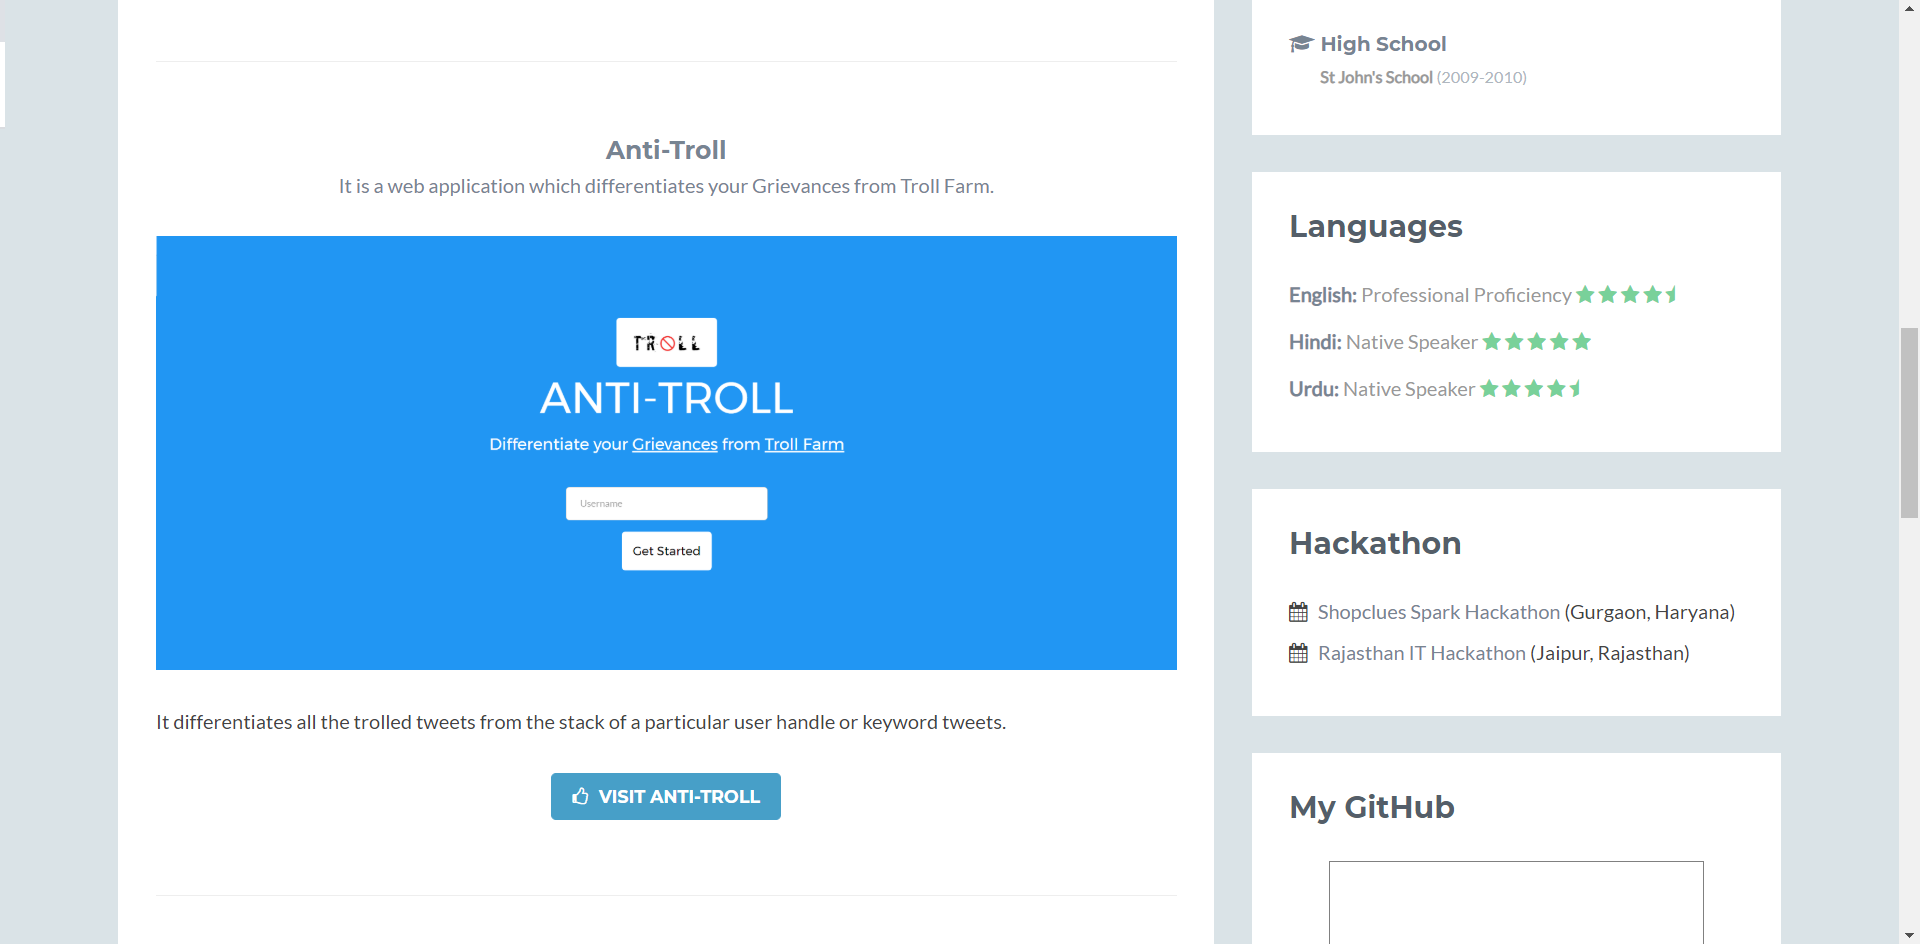 Anti-Troll
It is a web application which differentiates your Grievances from Troll Farm.
TROLL
ANTI-TROLL
Differentiate your Grievances from Troll Farm
Username
Get Started
It differentiates all the trolled tweets from the stack of a particular user handle or keyword tweets.
VISIT ANTI-TROLL
High School
St John's School (2009-2010)
Languages
English: Professional Proficiency
Hindi: Native Speaker
Urdu: Native Speaker
Hackathon
Shopclues Spark Hackathon (Gurgaon, Haryana)
Rajasthan IT Hackathon (Jaipur, Rajasthan)
My GitHub